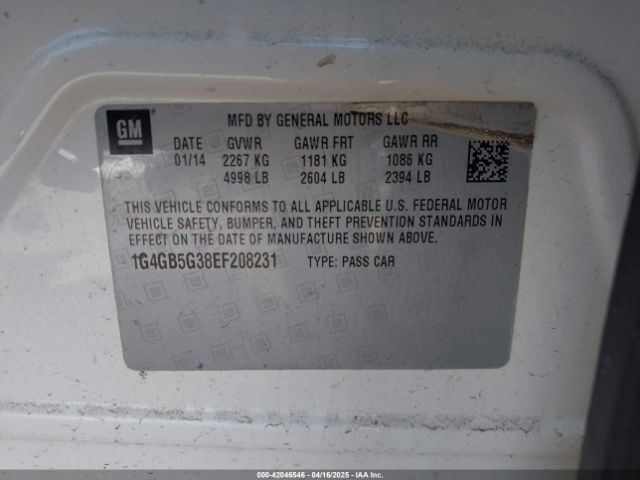 GM
MFD BY GENERAL MOTORS LLC
DATE GVWR GAWR FRT GAWR RR
01/14 2267 KG 1181 KG 1086 KG
4998 LB 2604 LB 2394 LB
THIS VEHICLE CONFORMS TO ALL APPLICABLE U.S. FEDERAL MOTOR
VEHICLE SAFETY, BUMPER, AND THEFT PREVENTION STANDARDS IN
EFFECT ON THE DATE OF MANUFACTURE SHOWN ABOVE.
1G4GB5G38EF208231 TYPE: PASS CAR
000-42046546 - 04/16/2025 - IAAI.COM